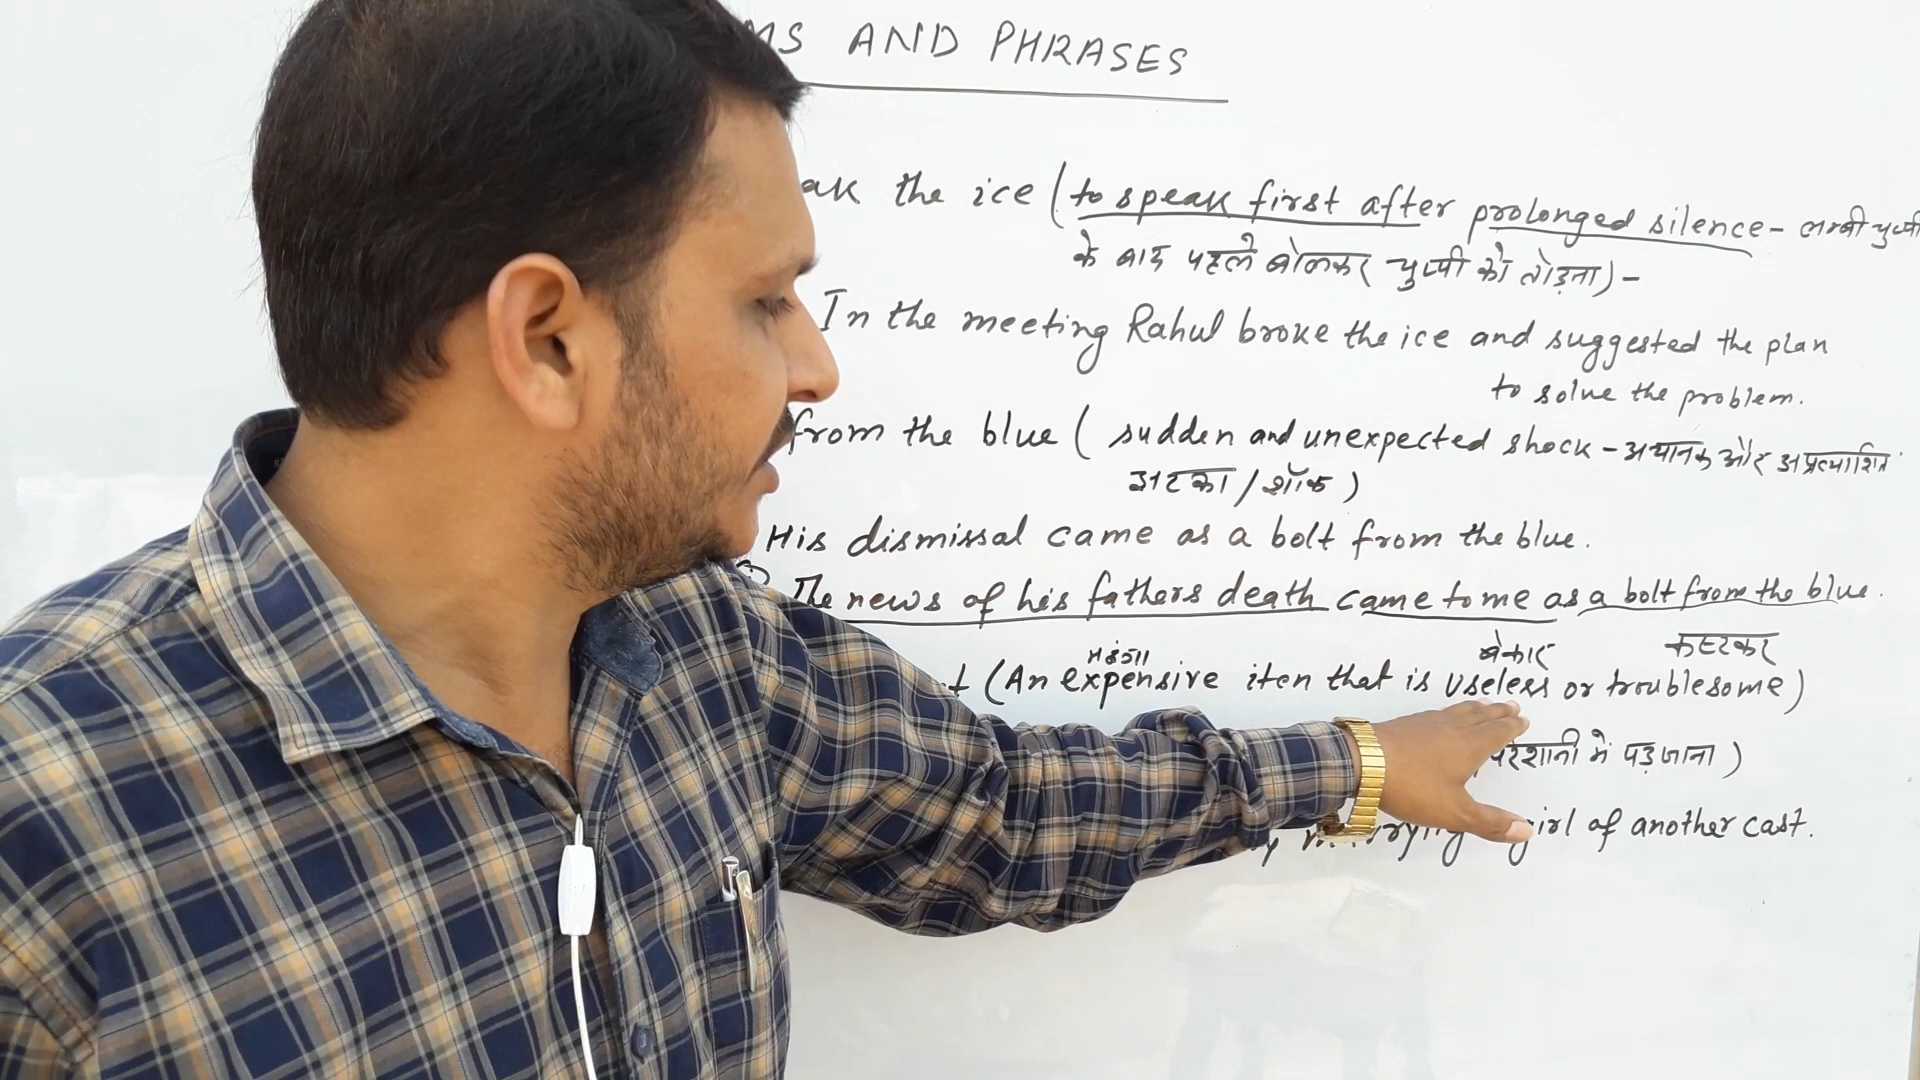 MS AND PHRASES
ak the ice (to speak first after prolonged silence - लम्बी चुप्पी
के बाद पहले बोलकर चुप्पी को तोड़ना) -
In the meeting Rahul broke the ice and suggested the plan
to solve the problem.
from the blue ( sudden and unexpected shock - अचानक और अप्रत्याशित
झटका / शॉक )
His dismissal came as a bolt from the blue.
The news of his fathers death came to me as a bolt from the blue.
मंहगा बेकार कष्टकर
t (An expensive iten that is useless or troublesome)
परेशानी में पड़ जाना )
girl of another cast.